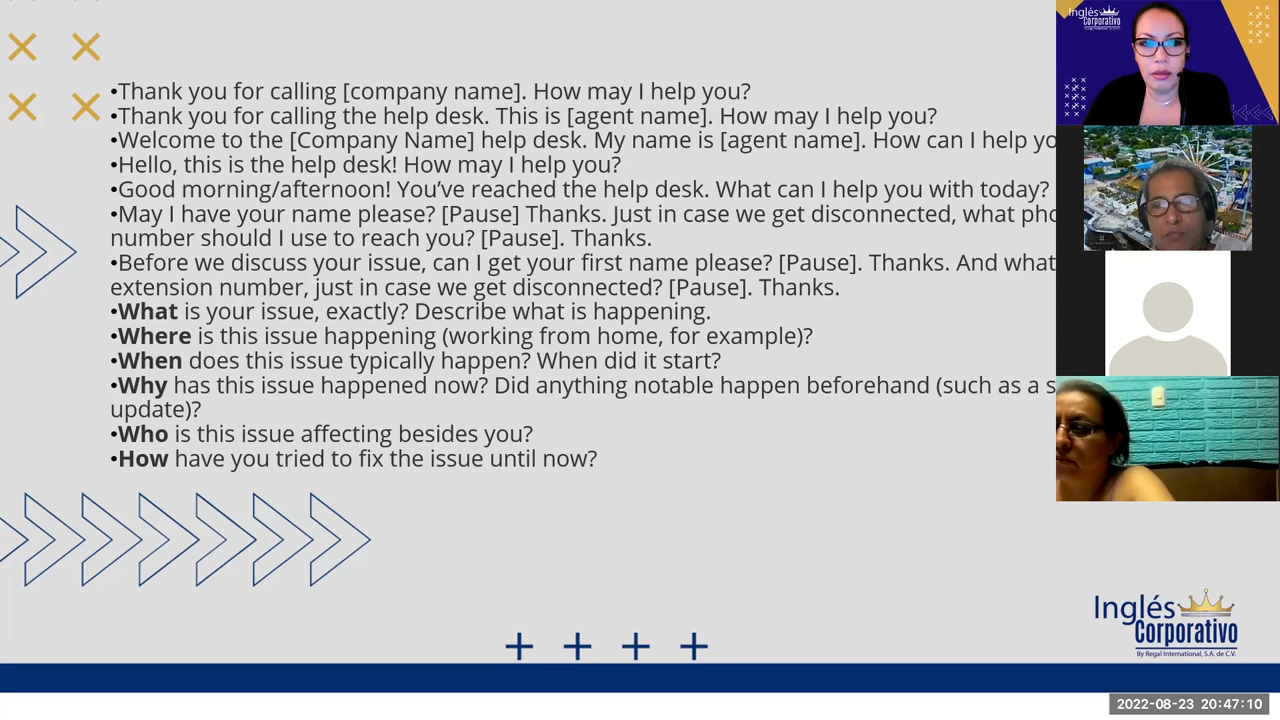 •Thank you for calling [company name]. How may I help you?
•Thank you for calling the help desk. This is [agent name]. How may I help you?
•Welcome to the [Company Name] help desk. My name is [agent name]. How can I help yo
•Hello, this is the help desk! How may I help you?
•Good morning/afternoon! You’ve reached the help desk. What can I help you with today?
•May I have your name please? [Pause] Thanks. Just in case we get disconnected, what pho
number should I use to reach you? [Pause]. Thanks.
•Before we discuss your issue, can I get your first name please? [Pause]. Thanks. And what
extension number, just in case we get disconnected? [Pause]. Thanks.
•What is your issue, exactly? Describe what is happening.
•Where is this issue happening (working from home, for example)?
•When does this issue typically happen? When did it start?
•Why has this issue happened now? Did anything notable happen beforehand (such as a s
update)?
•Who is this issue affecting besides you?
•How have you tried to fix the issue until now?
Inglés
Corporativo
Inglés
Corporativo
By Regal International, S.A. de C.V.
2022-08-23 20:47:10